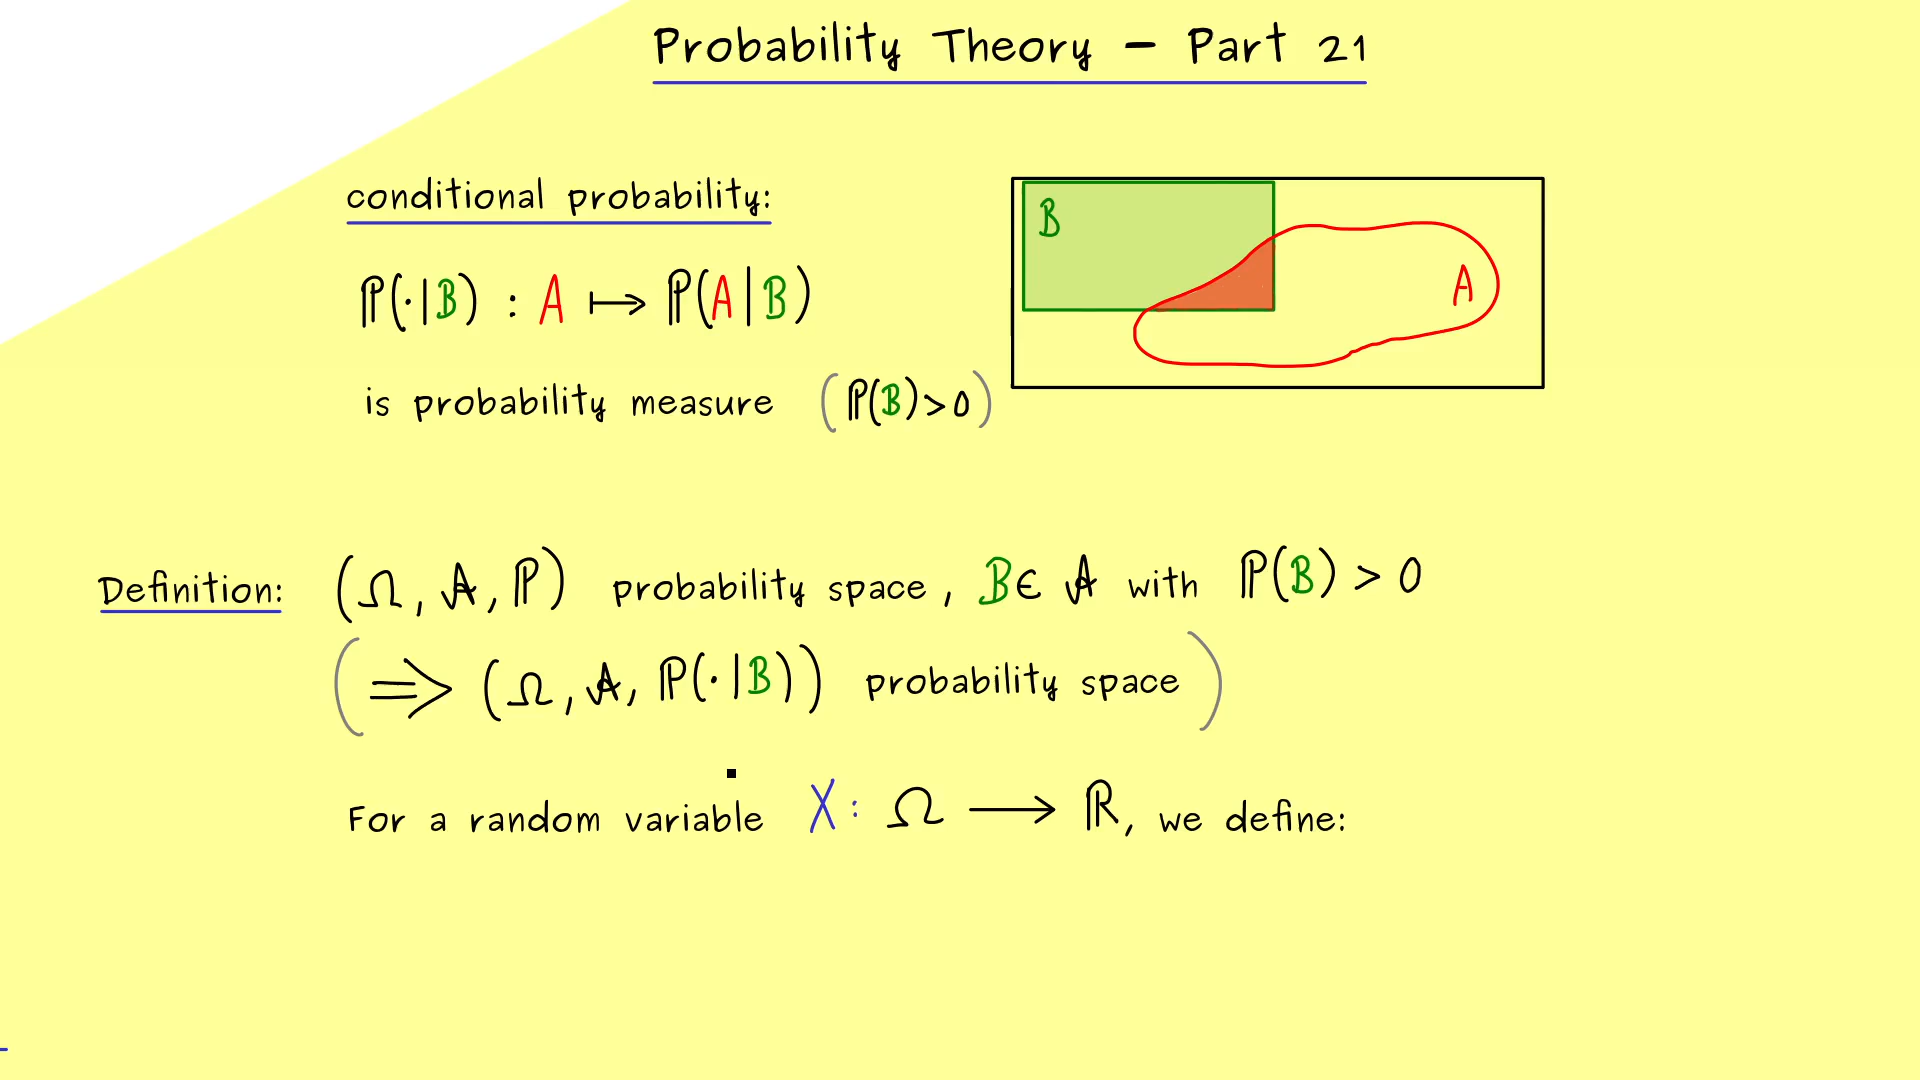 Probability Theory – Part 21
conditional probability:
ℙ(·|B) : A ↦ ℙ(A|B)
is probability measure (ℙ(B)>0)
B
A
Definition: (Ω, 𝒜, ℙ) probability space, B∈ 𝒜 with ℙ(B) > 0
(⟹ (Ω, 𝒜, ℙ(·|B)) probability space)
For a random variable X: Ω ⟶ ℝ, we define: